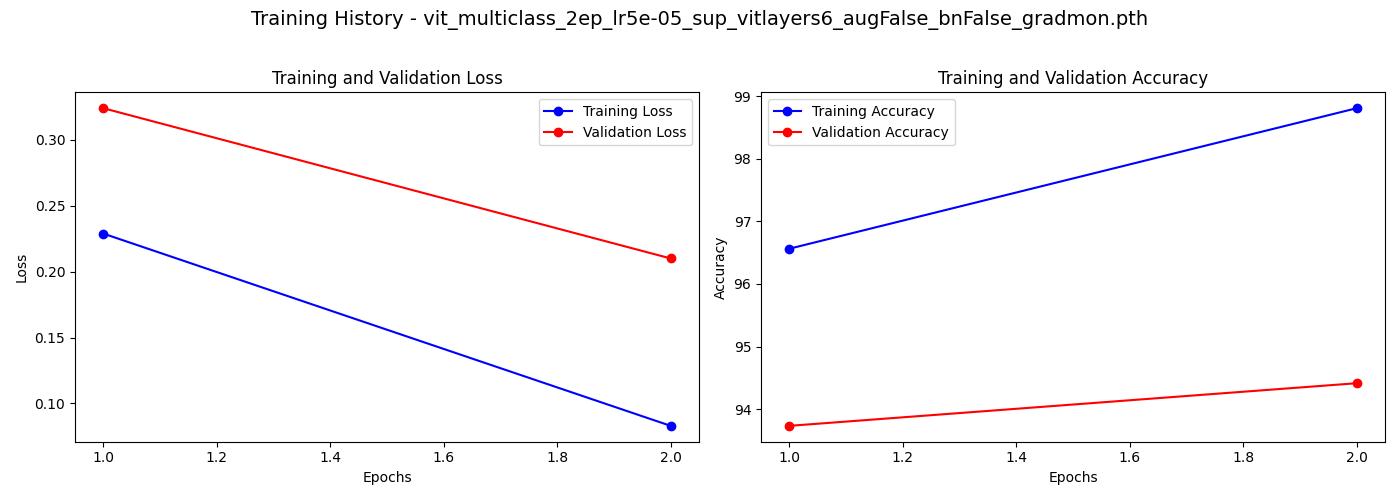 Training History - vit_multiclass_2ep_lr5e-05_sup_vitlayers6_augFalse_bnFalse_gradmon.pth
Training and Validation Loss
Loss
0.30
0.25
0.20
0.15
0.10
Training Loss
Validation Loss
1.0 1.2 1.4 1.6 1.8 2.0
Epochs
Training and Validation Accuracy
Accuracy
99
98
97
96
95
94
Training Accuracy
Validation Accuracy
1.0 1.2 1.4 1.6 1.8 2.0
Epochs